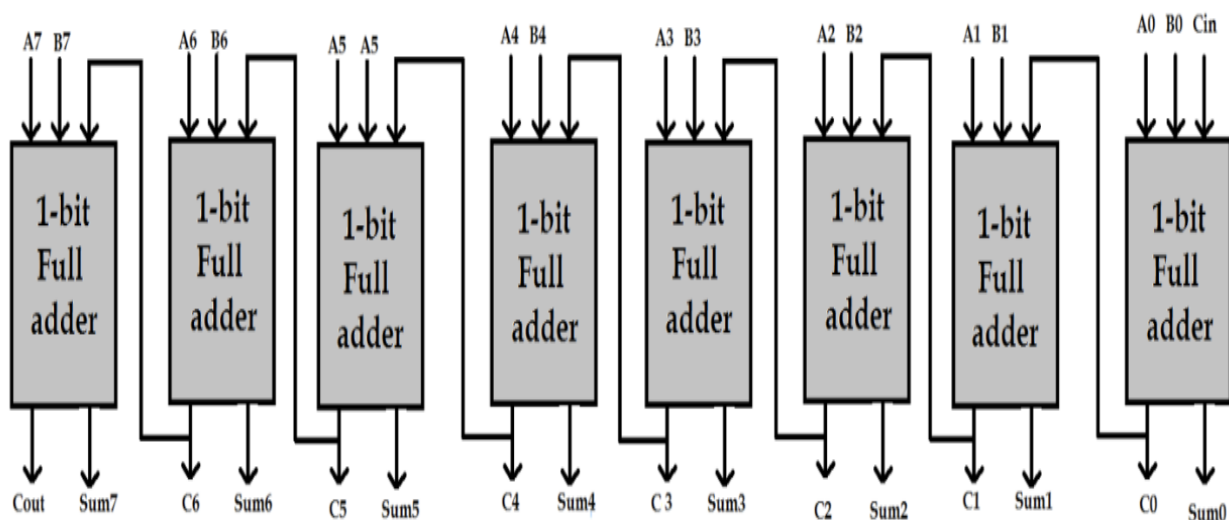 A7 B7 A6 B6 A5 A5 A4 B4 A3 B3 A2 B2 A1 B1 A0 B0 Cin
1-bit Full adder
1-bit Full adder
1-bit Full adder
1-bit Full adder
1-bit Full adder
1-bit Full adder
1-bit Full adder
1-bit Full adder
Cout Sum7 C6 Sum6 C5 Sum5 C4 Sum4 C3 Sum3 C2 Sum2 C1 Sum1 C0 Sum0